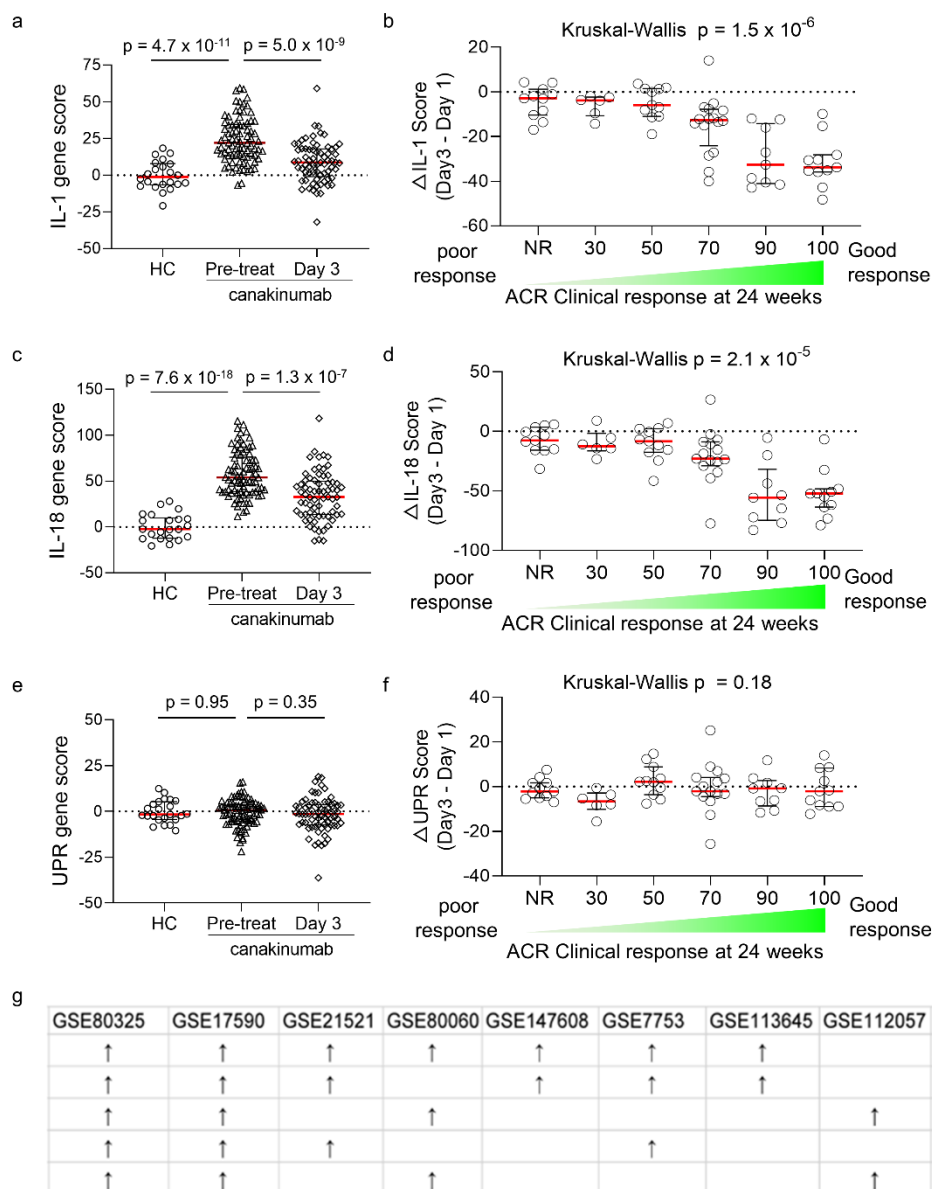 a
p = 4.7 x 10-11
p = 5.0 x 10-9
IL-1 gene score
75
50
25
0
-25
-50
HC
Pre-treat
Day 3
canakinumab
b
Kruskal-Wallis p = 1.5 x 10-6
△IL-1 Score
(Day3 - Day 1)
20
0
-20
-40
-60
NR
30
50
70
90
100
poor
response
Good
response
ACR Clinical response at 24 weeks
c
p = 7.6 x 10-18
p = 1.3 x 10-7
IL-18 gene score
150
100
50
0
-50
HC
Pre-treat
Day 3
canakinumab
d
Kruskal-Wallis p = 2.1 x 10-5
△IL-18 Score
(Day3 - Day 1)
50
0
-50
-100
NR
30
50
70
90
100
poor
response
Good
response
ACR Clinical response at 24 weeks
e
p = 0.95
p = 0.35
UPR gene score
50
25
0
-25
-50
HC
Pre-treat
Day 3
canakinumab
f
Kruskal-Wallis p = 0.18
△UPR Score
(Day3 - Day 1)
40
20
0
-20
-40
NR
30
50
70
90
100
poor
response
Good
response
ACR Clinical response at 24 weeks
g
GSE80325 GSE17590 GSE21521 GSE80060 GSE147608 GSE7753 GSE113645 GSE112057
↑ ↑ ↑ ↑ ↑ ↑ ↑
↑ ↑ ↑ ↑ ↑ ↑
↑ ↑ ↑ ↑
↑ ↑ ↑ ↑
↑ ↑ ↑ ↑